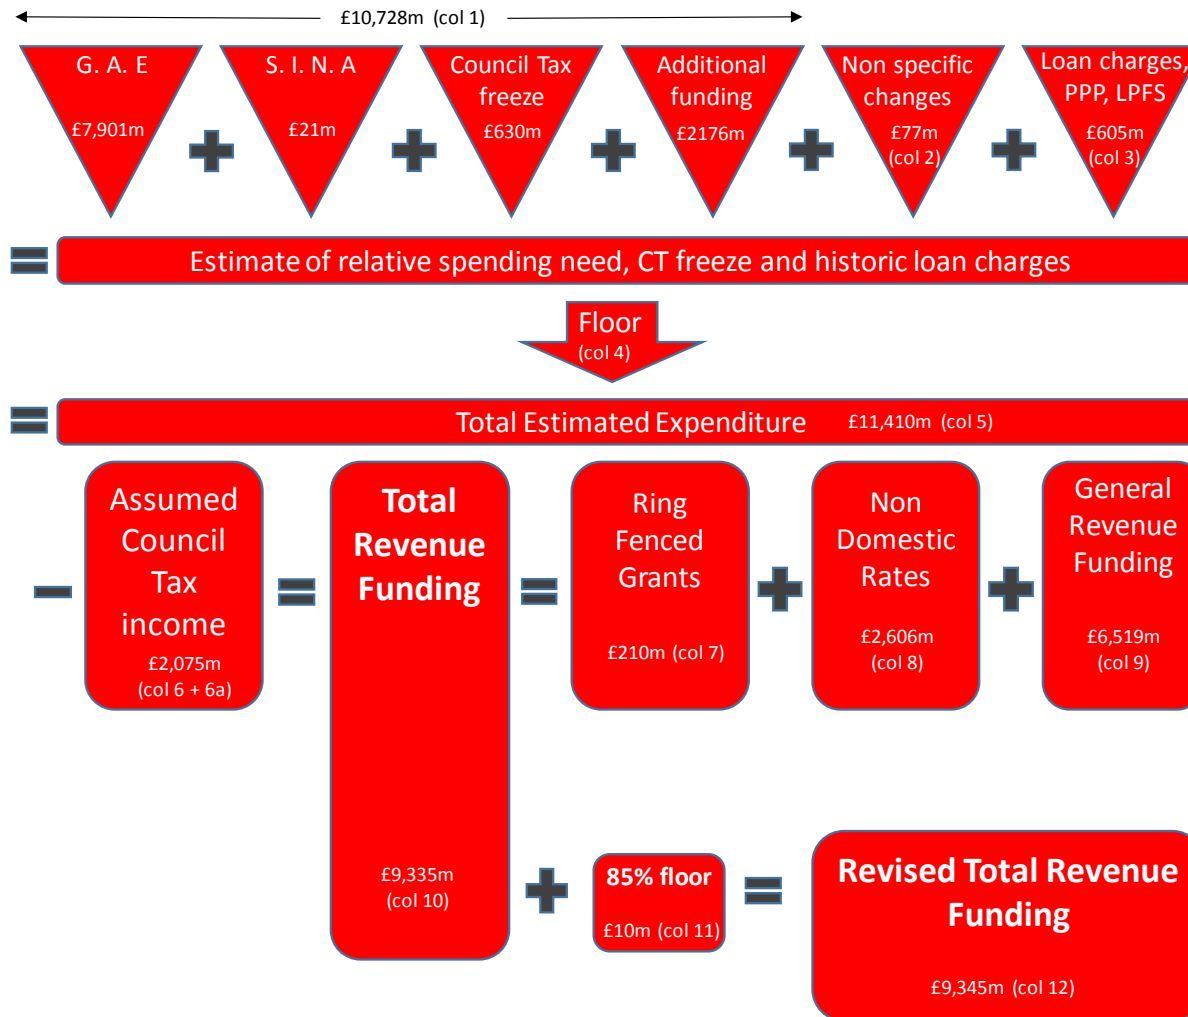 £10,728m (col 1)
G. A. E
£7,901m
S. I. N. A
£21m
Council Tax
freeze
£630m
Additional
funding
£2176m
Non specific
changes
£77m
(col 2)
Loan charges,
PPP, LPFS
£605m
(col 3)
Estimate of relative spending need, CT freeze and historic loan charges
Floor
(col 4)
Total Estimated Expenditure £11,410m (col 5)
Assumed
Council
Tax
income
£2,075m
(col 6 + 6a)
Total
Revenue
Funding
£9,335m
(col 10)
Ring
Fenced
Grants
£210m (col 7)
Non
Domestic
Rates
£2,606m
(col 8)
General
Revenue
Funding
£6,519m
(col 9)
85% floor
£10m (col 11)
Revised Total Revenue
Funding
£9,345m (col 12)